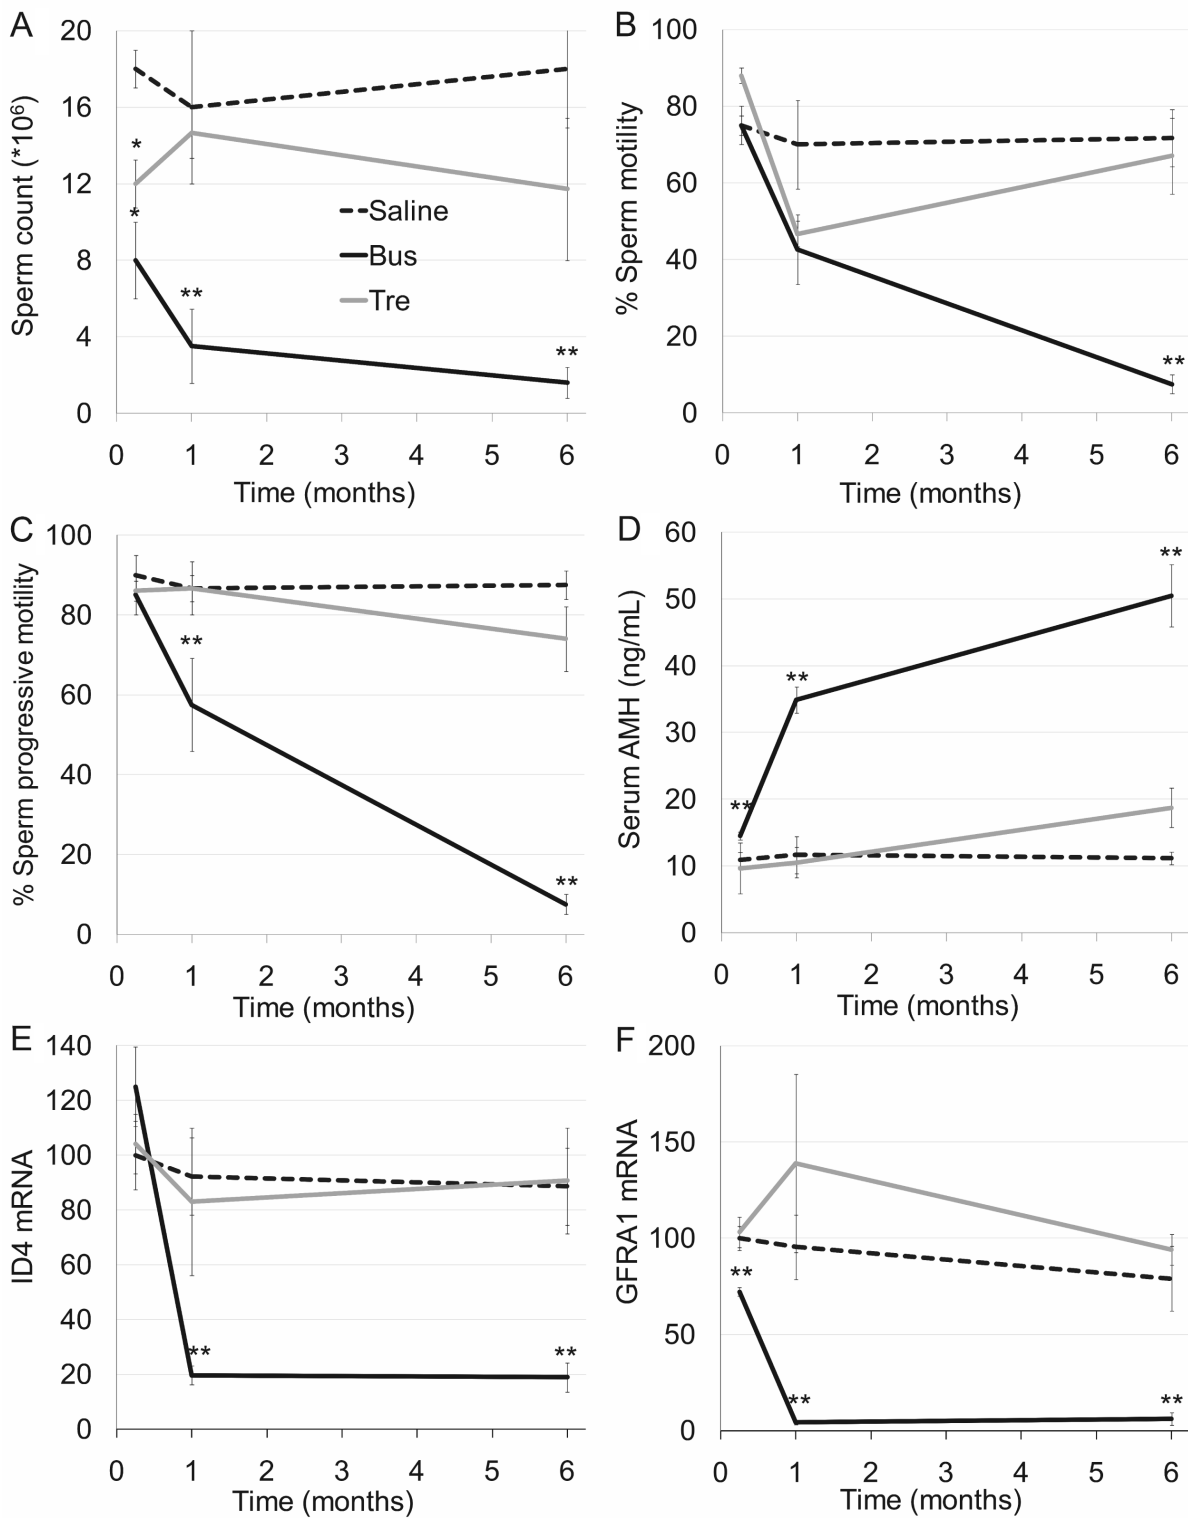 A
20
16
12
8
4
0
Sperm count (*10⁶)
*
*
**
**
Saline
Bus
Tre
0 1 2 3 4 5 6
Time (months)
B
100
80
60
40
20
0
% Sperm motility
**
0 1 2 3 4 5 6
Time (months)
C
100
80
60
40
20
0
% Sperm progressive motility
**
**
0 1 2 3 4 5 6
Time (months)
D
60
50
40
30
20
10
0
Serum AMH (ng/mL)
**
**
**
0 1 2 3 4 5 6
Time (months)
E
140
120
100
80
60
40
20
0
ID4 mRNA
**
**
0 1 2 3 4 5 6
Time (months)
F
200
150
100
50
0
GFRA1 mRNA
**
**
**
0 1 2 3 4 5 6
Time (months)